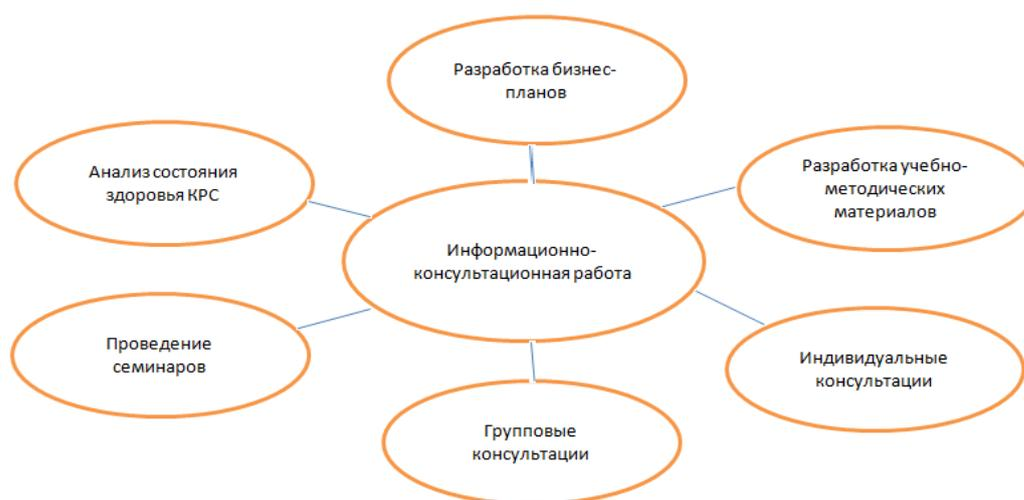 Разработка бизнес-
планов
Анализ состояния
здоровья КРС
Разработка учебно-
методических
материалов
Информационно-
консультационная работа
Проведение
семинаров
Индивидуальные
консультации
Групповые
консультации